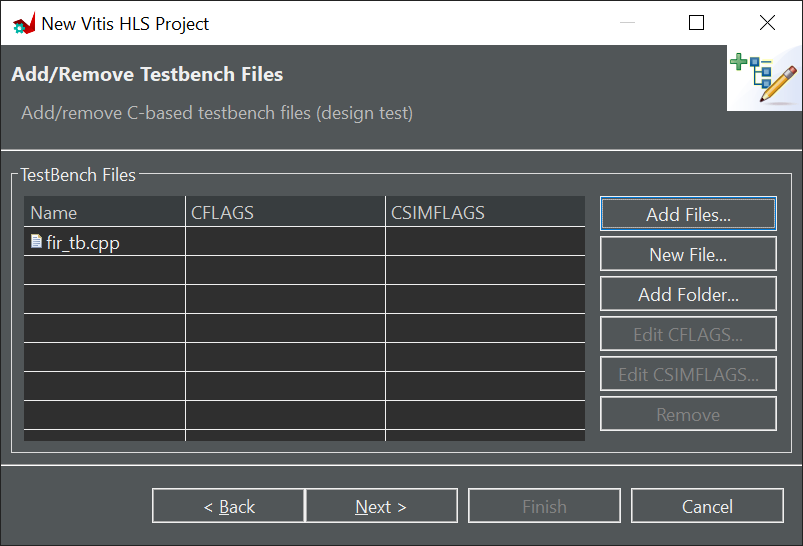 New Vitis HLS Project
Add/Remove Testbench Files
Add/remove C-based testbench files (design test)
TestBench Files
Name CFLAGS CSIMFLAGS
fir_tb.cpp
Add Files...
New File...
Add Folder...
Edit CFLAGS...
Edit CSIMFLAGS...
Remove
< Back Next > Finish Cancel